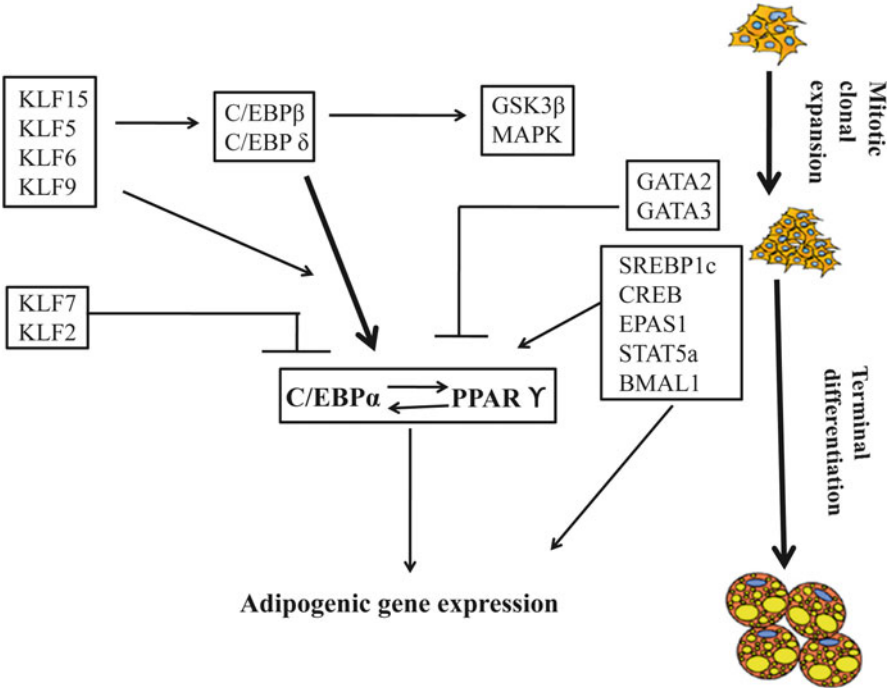 KLF15
KLF5
KLF6
KLF9
C/EBPβ
C/EBP δ
GSK3β
MAPK
Mitotic
clonal
expansion
GATA2
GATA3
KLF7
KLF2
SREBP1c
CREB
EPAS1
STAT5a
BMAL1
C/EBPα PPAR ϒ
Terminal
differentiation
Adipogenic gene expression